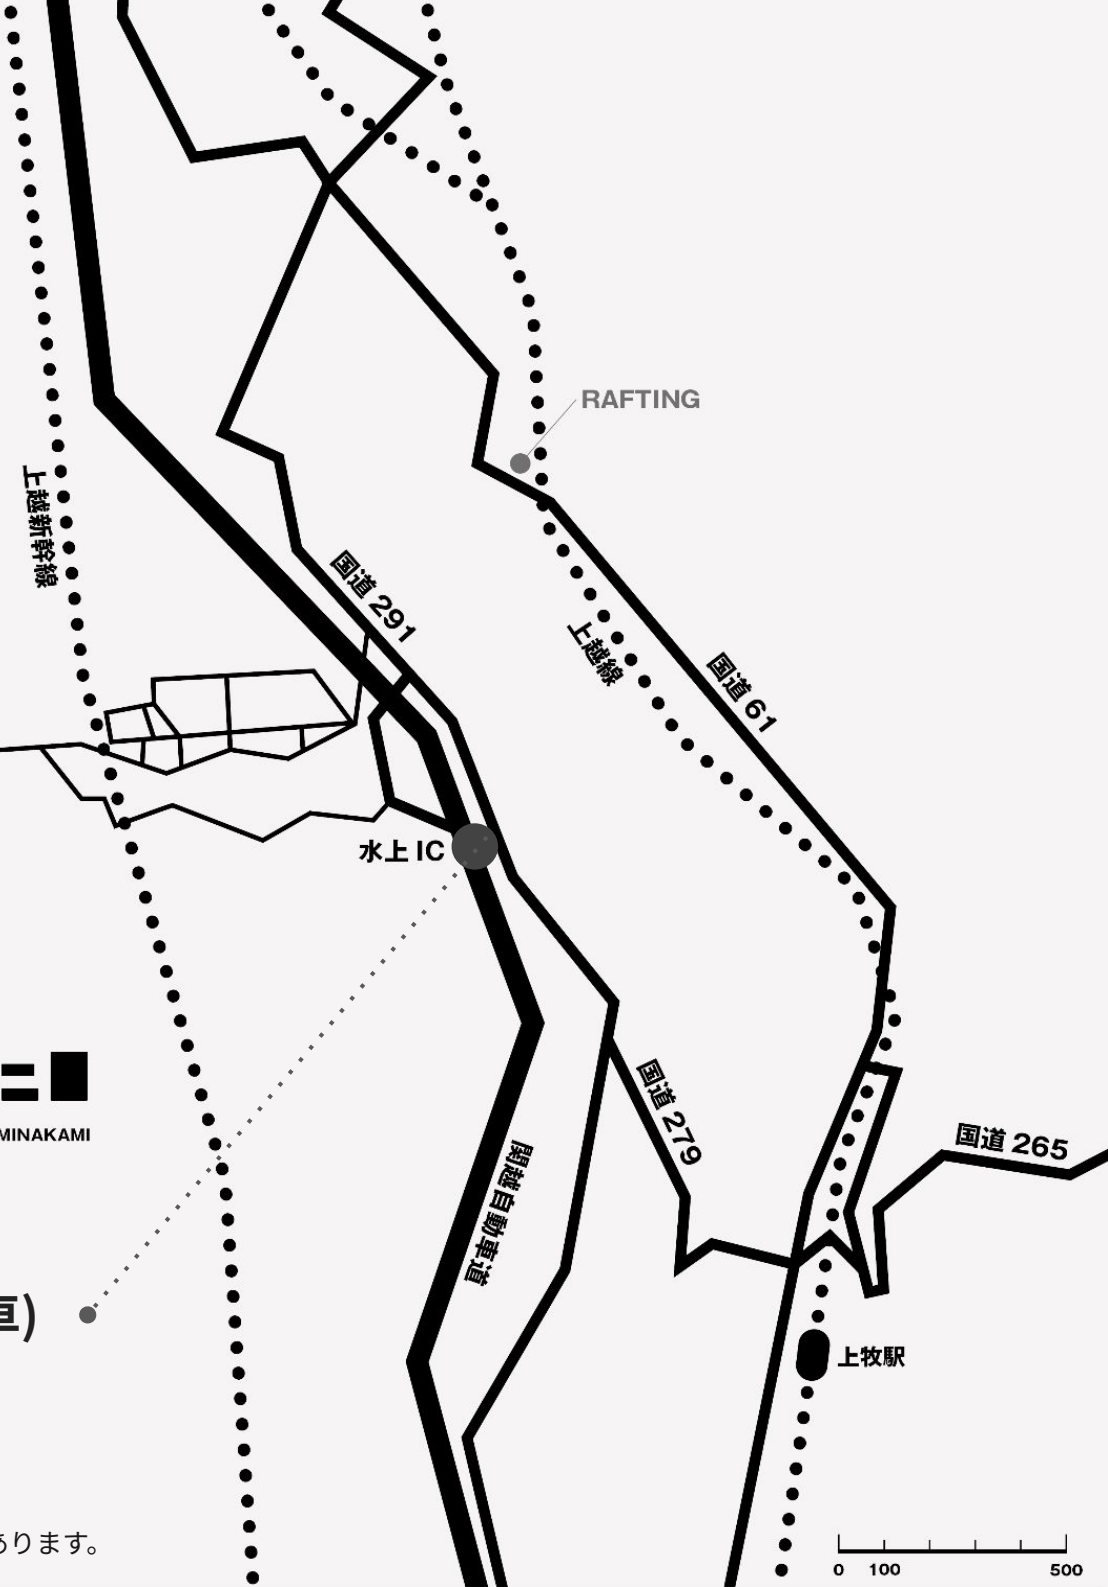 RAFTING
上越新幹線
国道 291
上越線
国道 61
水上 IC
MINAKAMI
国道 279
国道 265
関越自動車道
上牧駅
あります。
0 100 500